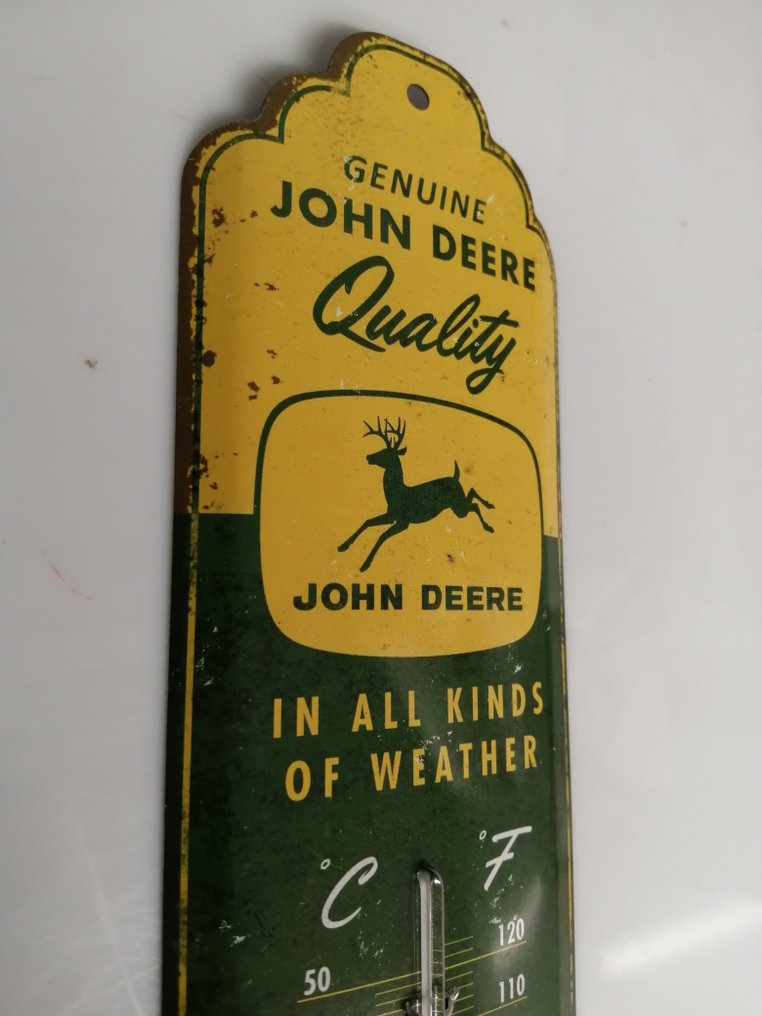 GENUINE
JOHN DEERE
Quality
JOHN DEERE
IN ALL KINDS
OF WEATHER
°C °F
120
50
110